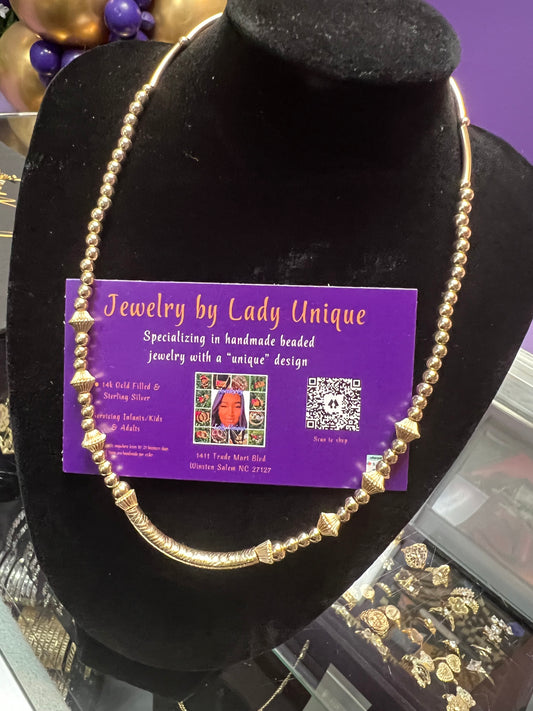 Jewelry by Lady Unique
Specializing in handmade beaded
jewelry with a "unique" design
14k Gold Filled &
Sterling Silver
Servicing Infants/Kids
& Adults
Scan to shop
1411 Trade Mart Blvd
Winston Salem NC 27127